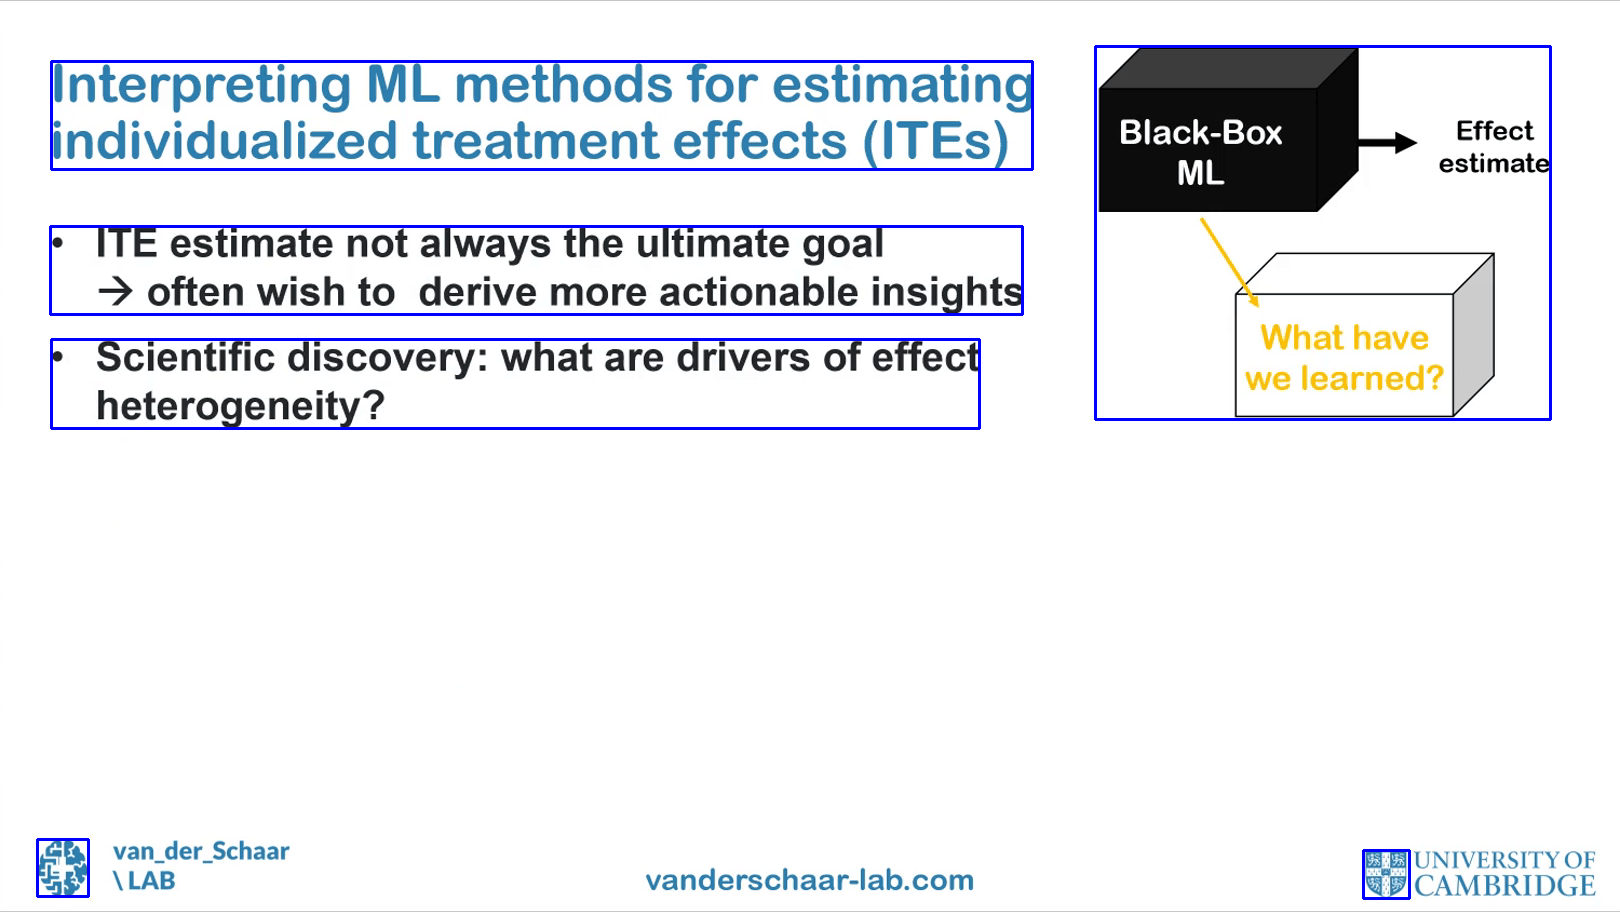 Interpreting ML methods for estimating
individualized treatment effects (ITEs)
• ITE estimate not always the ultimate goal
→ often wish to  derive more actionable insights
• Scientific discovery: what are drivers of effect
heterogeneity?
Black-Box
ML
Effect
estimate
What have
we learned?
van_der_Schaar
\ LAB
vanderschaar-lab.com
UNIVERSITY OF
CAMBRIDGE